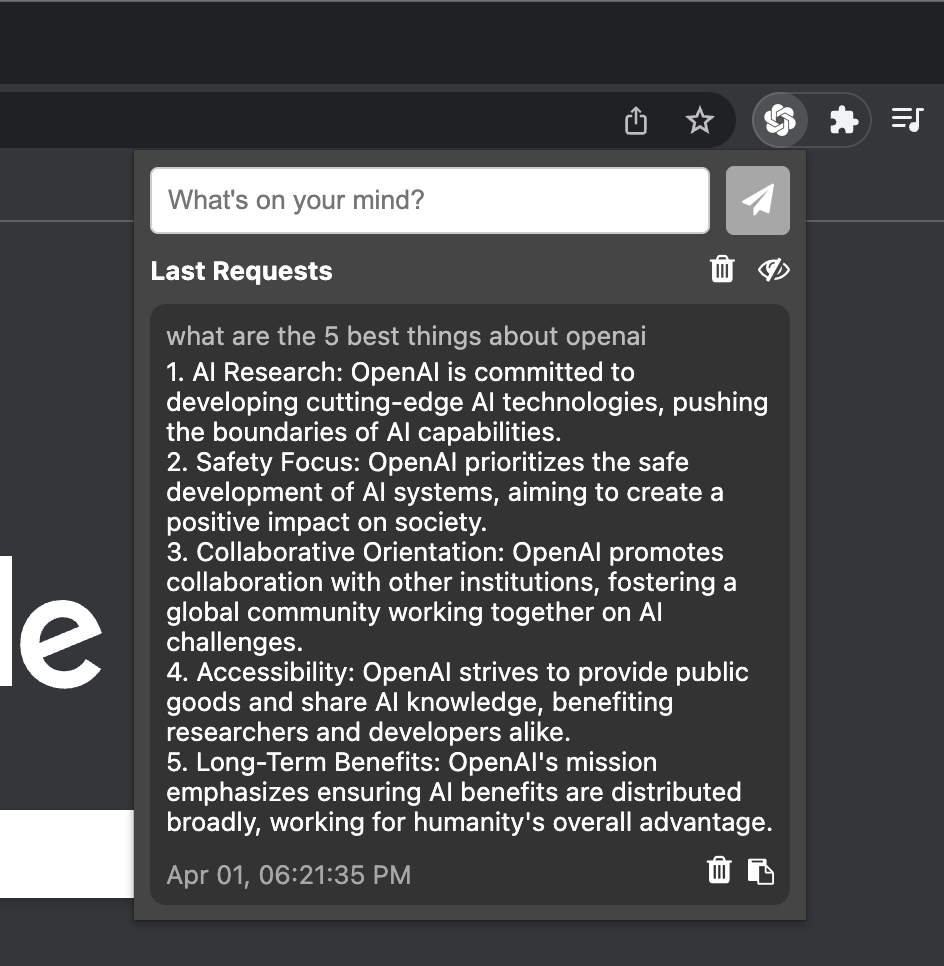 What's on your mind?
Last Requests
what are the 5 best things about openai
1. AI Research: OpenAI is committed to
developing cutting-edge AI technologies, pushing
the boundaries of AI capabilities.
2. Safety Focus: OpenAI prioritizes the safe
development of AI systems, aiming to create a
positive impact on society.
3. Collaborative Orientation: OpenAI promotes
collaboration with other institutions, fostering a
global community working together on AI
challenges.
le
4. Accessibility: OpenAI strives to provide public
goods and share AI knowledge, benefiting
researchers and developers alike.
5. Long-Term Benefits: OpenAI's mission
emphasizes ensuring AI benefits are distributed
broadly, working for humanity's overall advantage.
Apr 01, 06:21:35 PM